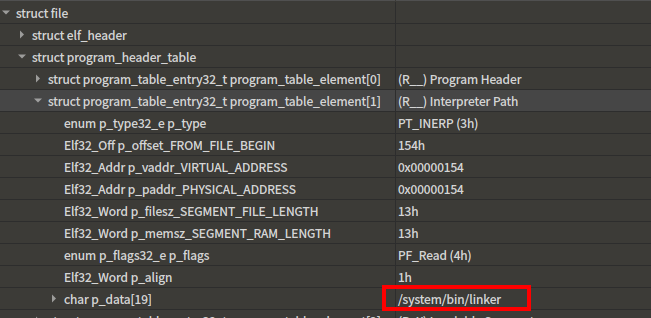 struct file
struct elf_header
struct program_header_table
struct program_table_entry32_t program_table_element[0] (R__) Program Header
struct program_table_entry32_t program_table_element[1] (R__) Interpreter Path
enum p_type32_e p_type PT_INERP (3h)
Elf32_Off p_offset_FROM_FILE_BEGIN 154h
Elf32_Addr p_vaddr_VIRTUAL_ADDRESS 0x00000154
Elf32_Addr p_paddr_PHYSICAL_ADDRESS 0x00000154
Elf32_Word p_filesz_SEGMENT_FILE_LENGTH 13h
Elf32_Word p_memsz_SEGMENT_RAM_LENGTH 13h
enum p_flags32_e p_flags PF_Read (4h)
Elf32_Word p_align 1h
char p_data[19] /system/bin/linker